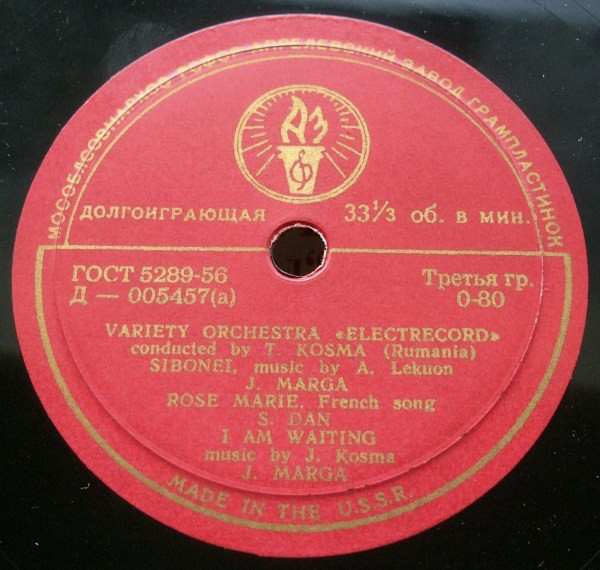 МОСОБЛСОВНАРХОЗ • РСФСР АПРЕЛЕВСКИЙ ЗАВОД ГРАМПЛАСТИНОК
АЗ
ДОЛГОИГРАЮЩАЯ 33⅓ об. в мин.
ГОСТ 5289-56 Третья гр.
Д — 005457(а) 0-80
VARIETY ORCHESTRA «ELECTRECORD»
conducted by T. KOSMA (Rumania)
SIBONEI, music by A. Lekuon
J. MARGA
ROSE MARIE, French song
S. DAN
I AM WAITING
music by J. Kosma
J. MARGA
MADE IN THE U.S.S.R.